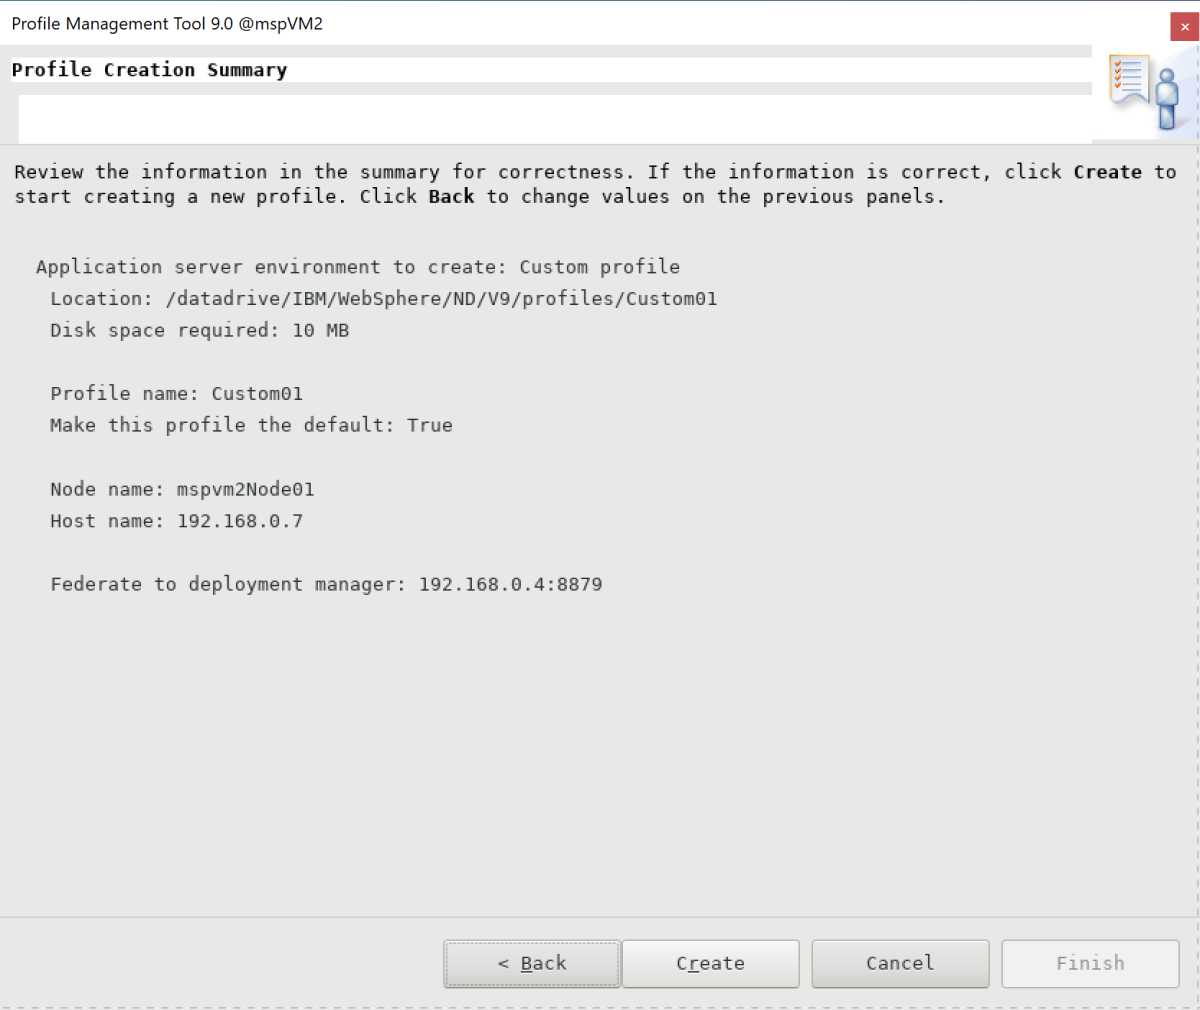 Profile Management Tool 9.0 @mspVM2
×
Profile Creation Summary
Review the information in the summary for correctness. If the information is correct, click Create to
start creating a new profile. Click Back to change values on the previous panels.
Application server environment to create: Custom profile
Location: /datadrive/IBM/WebSphere/ND/V9/profiles/Custom01
Disk space required: 10 MB
Profile name: Custom01
Make this profile the default: True
Node name: mspvm2Node01
Host name: 192.168.0.7
Federate to deployment manager: 192.168.0.4:8879
< Back
Create
Cancel
Finish